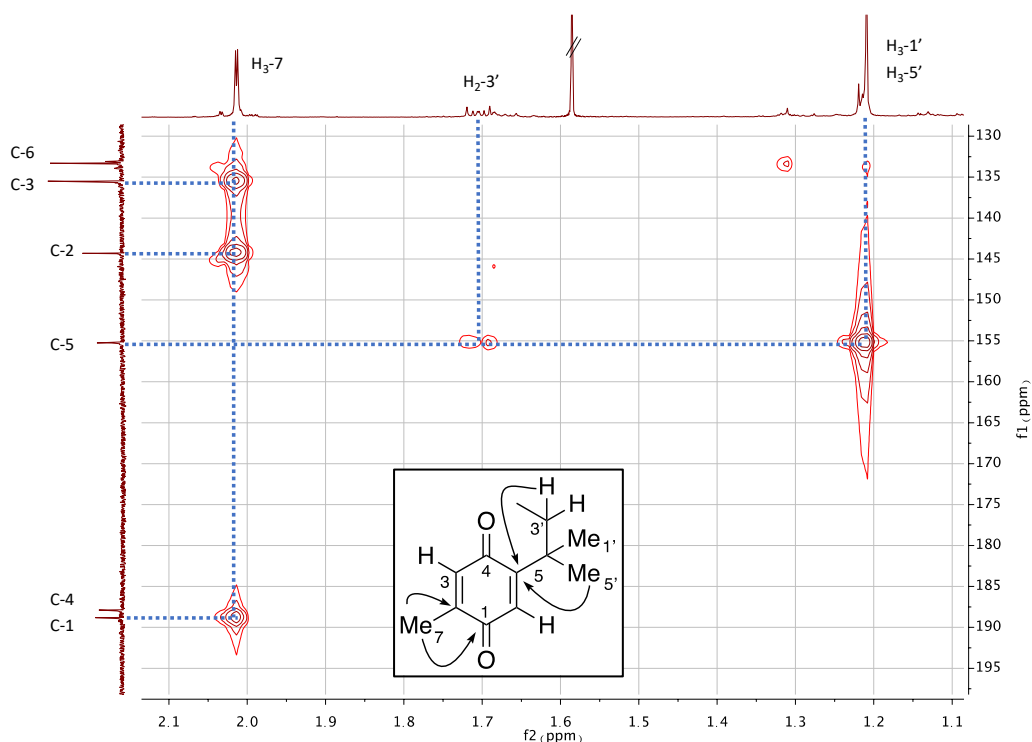 H₃-7
H₂-3’
H₃-1’
H₃-5’
C-6
C-3
C-2
C-5
C-4
C-1
130
135
140
145
150
155
160
165
170
175
180
185
190
195
f1 (ppm)
H
O
H
3'
Me1'
H
4
3
5
Me5'
1
Me7
H
O
2.1 2.0 1.9 1.8 1.7 1.6 1.5 1.4 1.3 1.2 1.1
f2 (ppm)